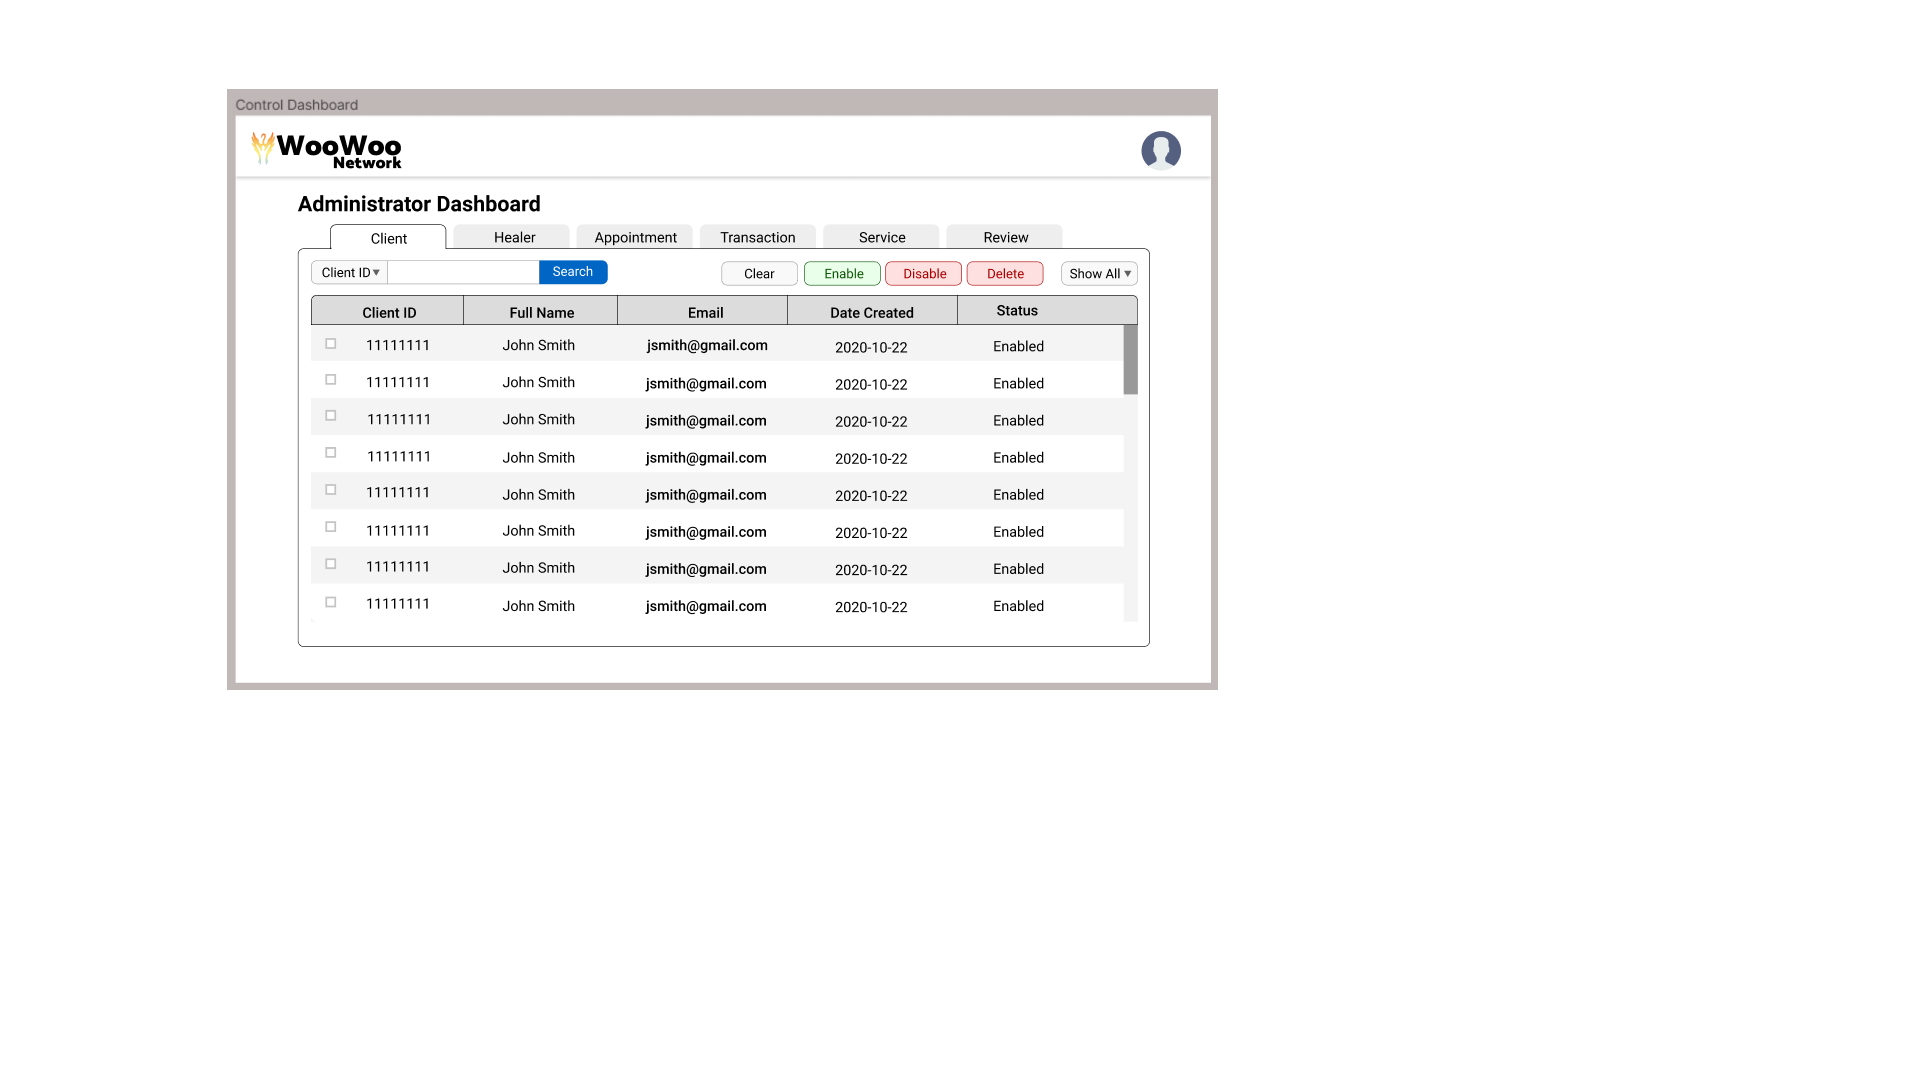 Control Dashboard
WooWoo
Network
Administrator Dashboard
Client Healer Appointment Transaction Service Review
Client ID Search Clear Enable Disable Delete Show All
Client ID Full Name Email Date Created Status
11111111 John Smith jsmith@gmail.com 2020-10-22 Enabled
11111111 John Smith jsmith@gmail.com 2020-10-22 Enabled
11111111 John Smith jsmith@gmail.com 2020-10-22 Enabled
11111111 John Smith jsmith@gmail.com 2020-10-22 Enabled
11111111 John Smith jsmith@gmail.com 2020-10-22 Enabled
11111111 John Smith jsmith@gmail.com 2020-10-22 Enabled
11111111 John Smith jsmith@gmail.com 2020-10-22 Enabled
11111111 John Smith jsmith@gmail.com 2020-10-22 Enabled